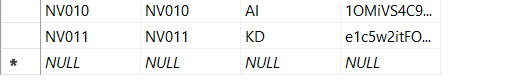 NV010 NV010 AI 1OMiVS4C9...
NV011 NV011 KD e1c5w2itFO...
* NULL NULL NULL NULL